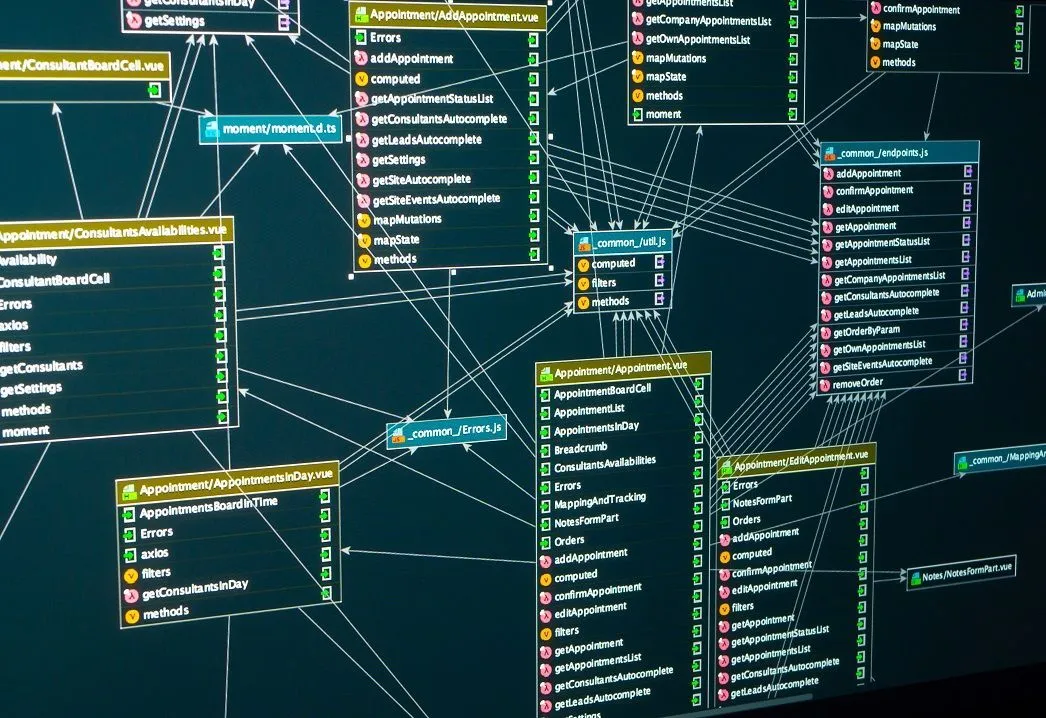 getConsultantsInDay
getSettings
ent/ConsultantBoardCell.vue
moment/moment.d.ts
Appointment/AddAppointment.vue
Errors
addAppointment
computed
getAppointmentStatusList
getConsultantsAutocomplete
getLeadsAutocomplete
getSettings
getSiteAutocomplete
getSiteEventsAutocomplete
mapMutations
mapState
methods
getAppointmentsList
getCompanyAppointmentsList
getOwnAppointmentsList
mapMutations
mapState
methods
moment
confirmAppointment
mapMutations
mapState
methods
_common_/endpoints.js
addAppointment
confirmAppointment
editAppointment
getAppointment
getAppointmentStatusList
getAppointmentsList
getCompanyAppointmentsList
getConsultantsAutocomplete
getLeadsAutocomplete
getOrderByParam
getOwnAppointmentsList
getSiteEventsAutocomplete
removeOrder
_common_/util.js
computed
filters
methods
Appointment/ConsultantsAvailabilities.vue
Availability
ConsultantBoardCell
Errors
axios
filters
getConsultants
getSettings
methods
moment
_common_/Errors.js
Appointment/AppointmentsInDay.vue
AppointmentsBoardInTime
Errors
axios
filters
getConsultantsInDay
methods
Appointment/Appointment.vue
AppointmentBoardCell
AppointmentList
AppointmentsInDay
Breadcrumb
ConsultantsAvailabilities
Errors
MappingAndTracking
NotesFormPart
Orders
addAppointment
computed
confirmAppointment
editAppointment
filters
getAppointment
getAppointmentsList
getConsultantsAutocomplete
getLeadsAutocomplete
Appointment/EditAppointment.vue
Errors
NotesFormPart
Orders
addAppointment
computed
confirmAppointment
editAppointment
filters
getAppointment
getAppointmentStatusList
getAppointmentsList
getConsultantsAutocomplete
getLeadsAutocomplete
Admi
_common_/MappingAn
Notes/NotesFormPart.vue